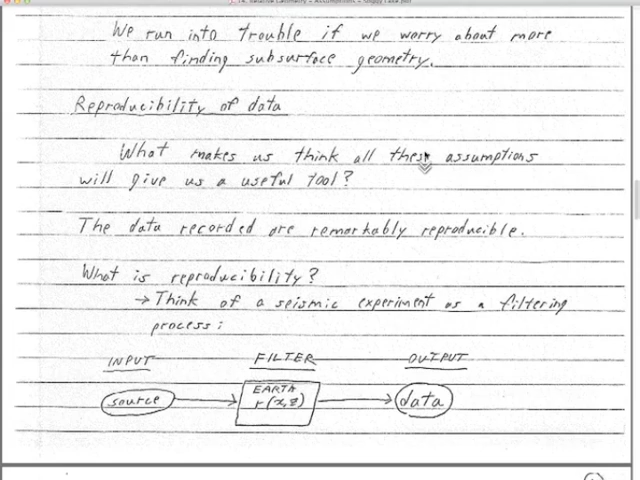 We run into trouble if we worry about more
than finding subsurface geometry.
Reproducibility of data
What makes us think all these assumptions
will give us a useful tool?
The data recorded are remarkably reproducible.
What is reproducibility?
→ Think of a seismic experiment as a filtering
process:
INPUT FILTER OUTPUT
source EARTH data
r(x,z)